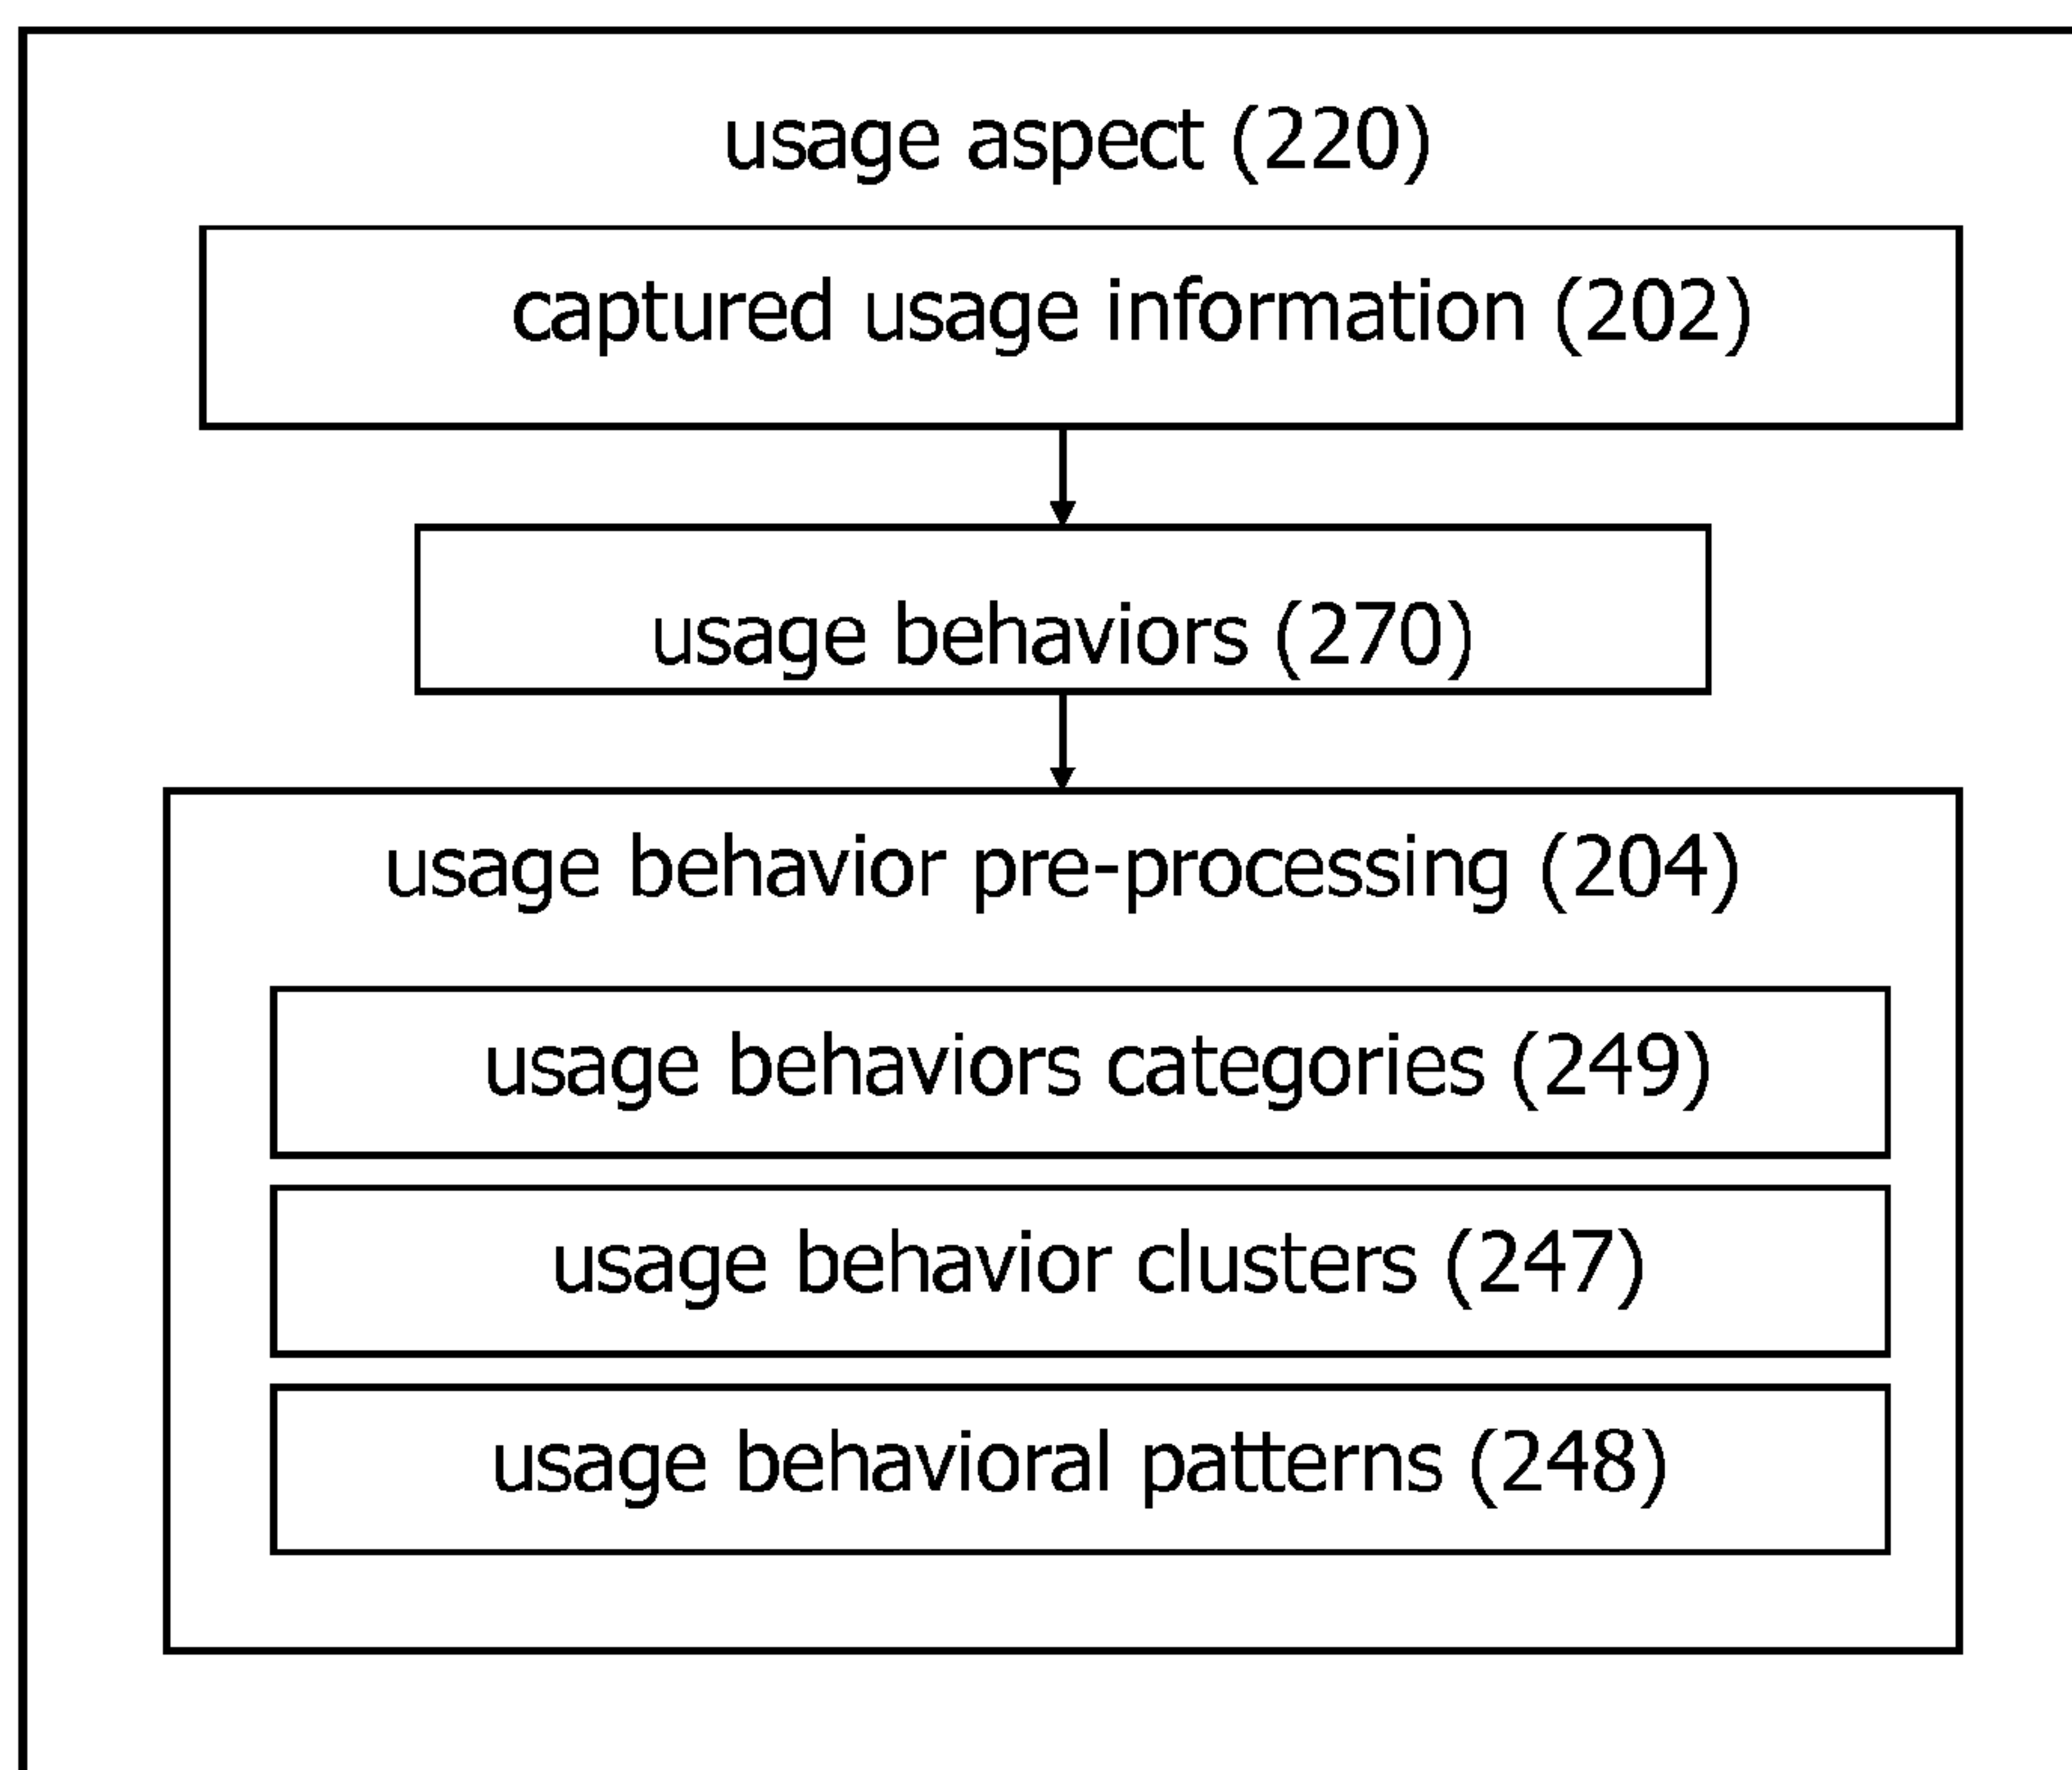 usage aspect (220)
captured usage information (202)
usage behaviors (270)
usage behavior pre-processing (204)
usage behaviors categories (249)
usage behavior clusters (247)
usage behavioral patterns (248)